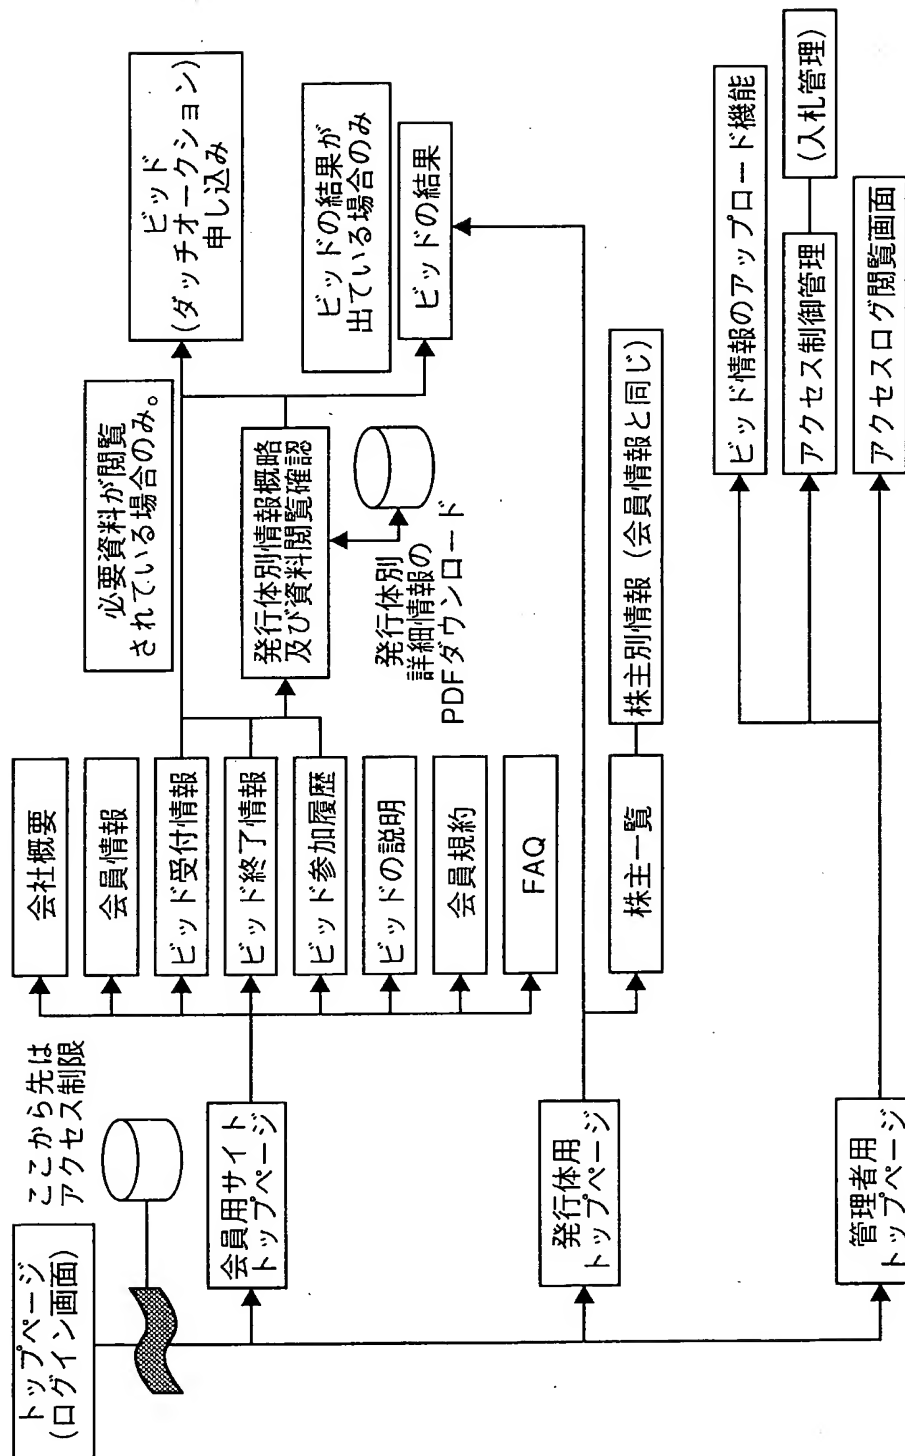 トップページ
(ログイン画面)
ここから先は
アクセス制限
会員用サイト
トップページ
会社概要
会員情報
ビッド受付情報
ビッド終了情報
ビッド参加履歴
ビッドの説明
会員規約
FAQ
必要資料が閲覧
されている場合のみ。
発行体別情報概略
及び資料閲覧確認
発行体別
詳細情報の
PDFダウンロード
ビッド
(ダッチオークション)
申し込み
ビッドの結果が
出ている場合のみ
ビッドの結果
発行体用
トップページ
株主一覧
株主別情報（会員情報と同じ）
管理者用
トップページ
ビッド情報のアップロード機能
アクセス制御管理
(入札管理)
アクセスログ閲覧画面